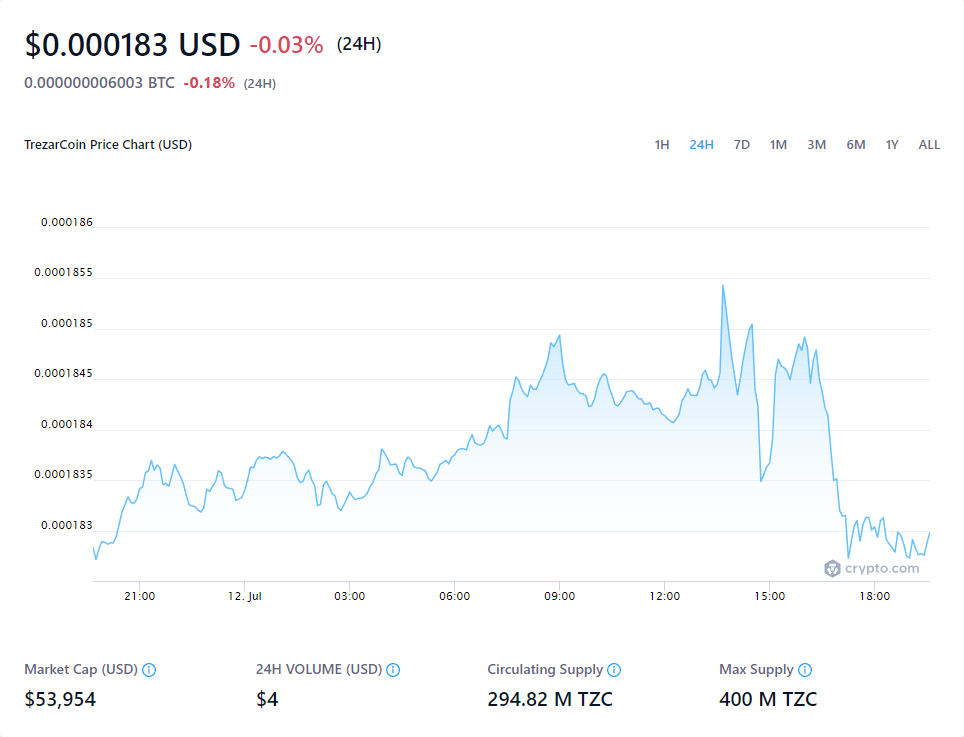 $0.000183 USD -0.03% (24H)
0.000000006003 BTC -0.18% (24H)
TrezarCoin Price Chart (USD) 1H 24H 7D 1M 3M 6M 1Y ALL
0.000186
0.0001855
0.000185
0.0001845
0.000184
0.0001835
0.000183
crypto.com
21:00 12. Jul 03:00 06:00 09:00 12:00 15:00 18:00
Market Cap (USD) 24H VOLUME (USD) Circulating Supply Max Supply
$53,954 $4 294.82 M TZC 400 M TZC